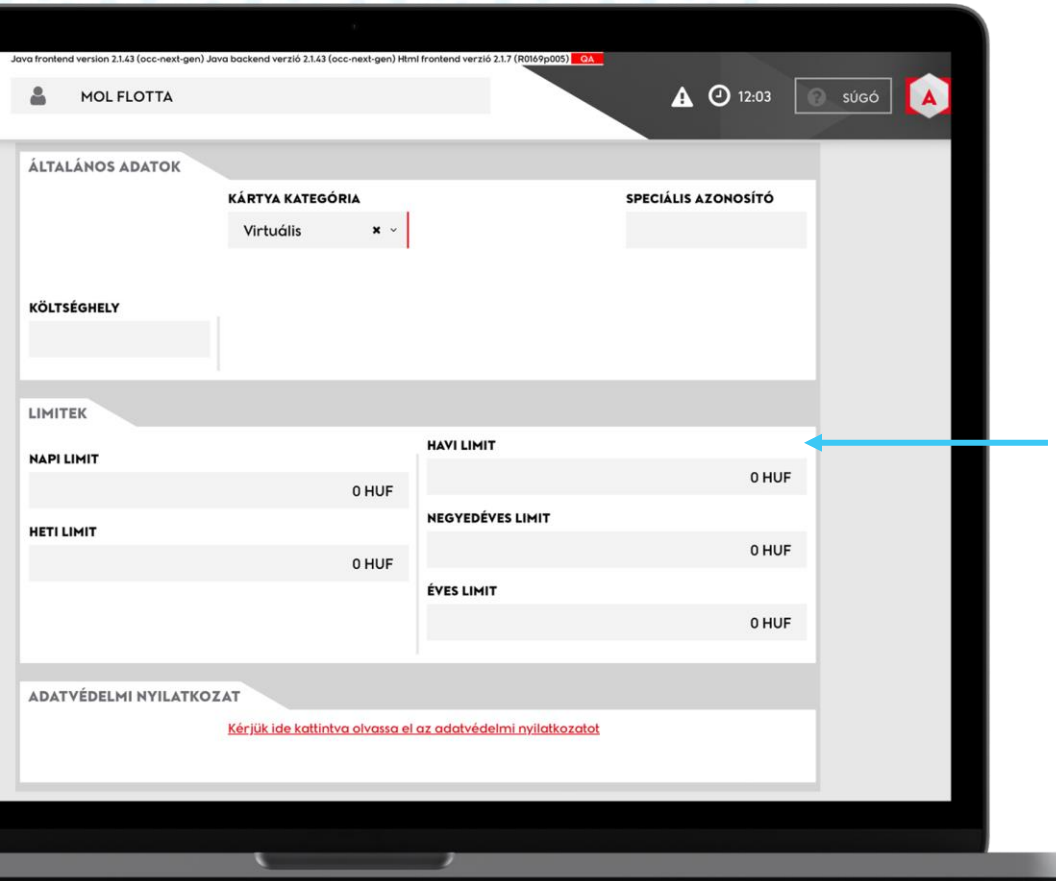 Java frontend version 2.1.43 (occ-next-gen) Java backend verzió 2.1.43 (occ-next-gen) Html frontend verzió 2.1.7 (R0169p005) QA
MOL FLOTTA
12:03
? SÚGÓ
A
ÁLTALÁNOS ADATOK
KÁRTYA KATEGÓRIA
SPECIÁLIS AZONOSÍTÓ
Virtuális
KÖLTSÉGHELY
LIMITEK
NAPI LIMIT
0 HUF
HETI LIMIT
0 HUF
HAVI LIMIT
0 HUF
NEGYEDÉVES LIMIT
0 HUF
ÉVES LIMIT
0 HUF
ADATVÉDELMI NYILATKOZAT
Kérjük ide kattintva olvassa el az adatvédelmi nyilatkozatot